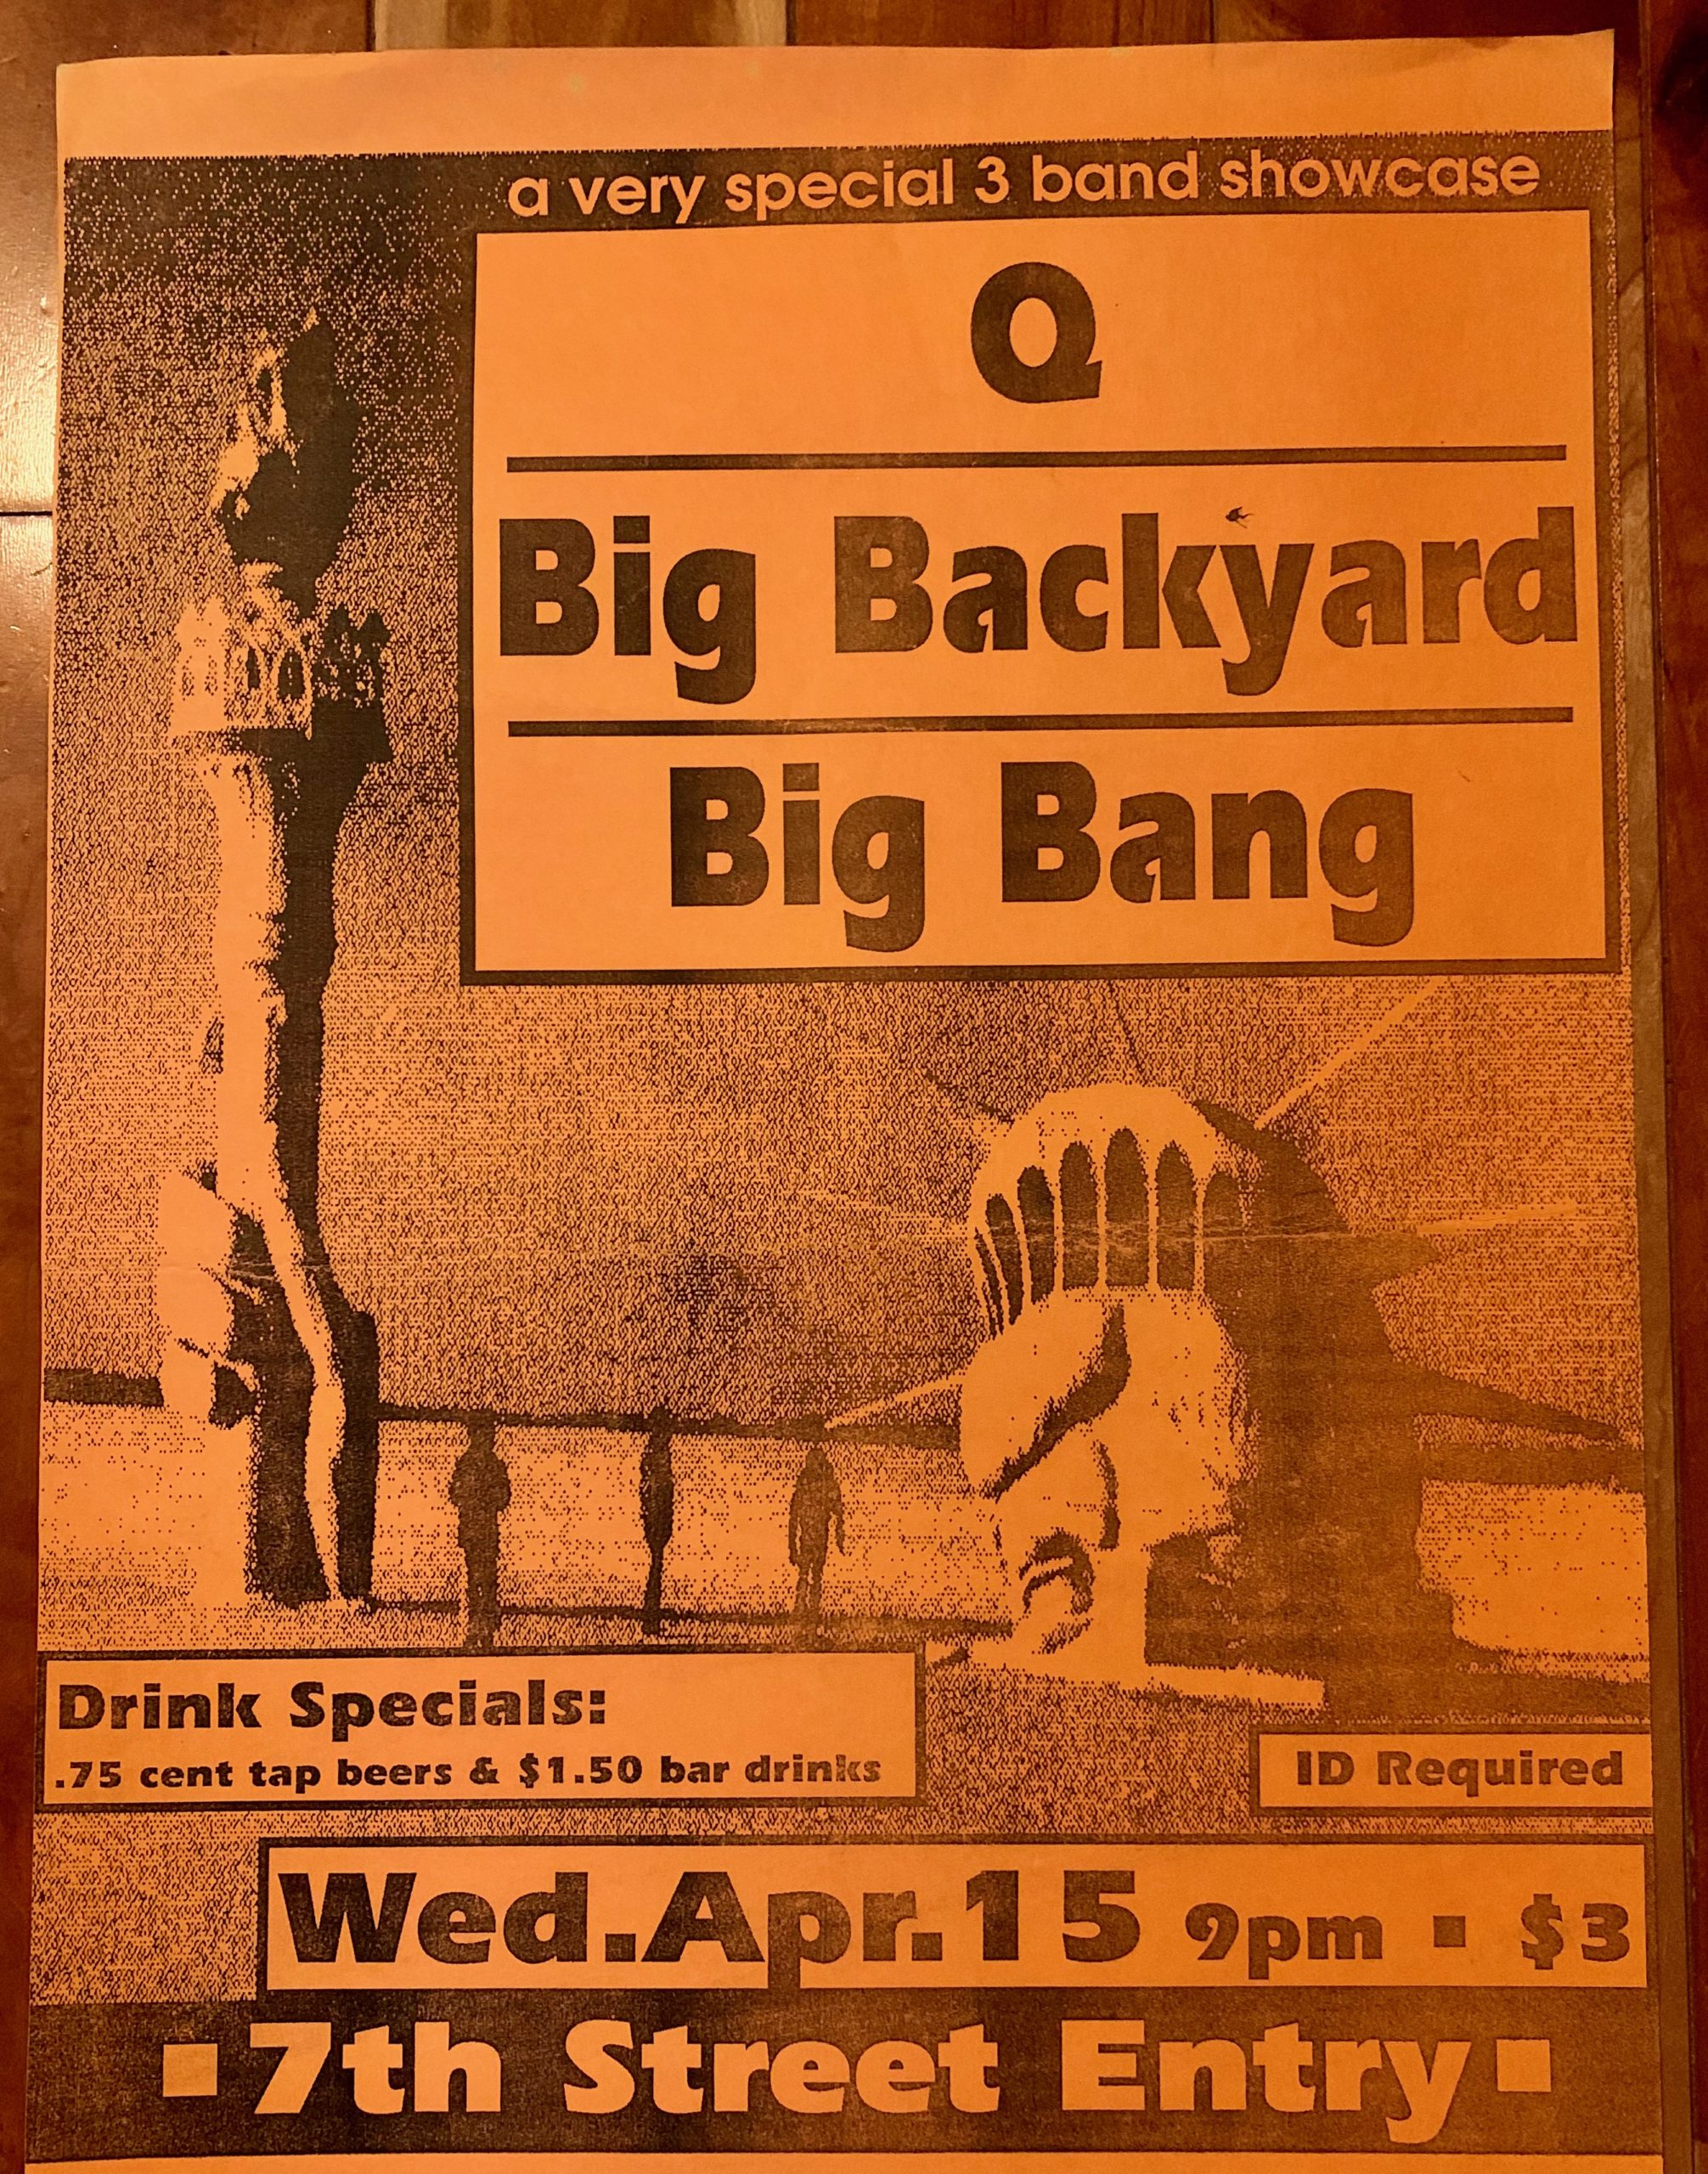 a very special 3 band showcase
Q
Big Backyard
Big Bang
Drink Specials:
.75 cent tap beers & $1.50 bar drinks
ID Required
Wed.Apr.15 9pm ▪ $3
▪7th Street Entry▪